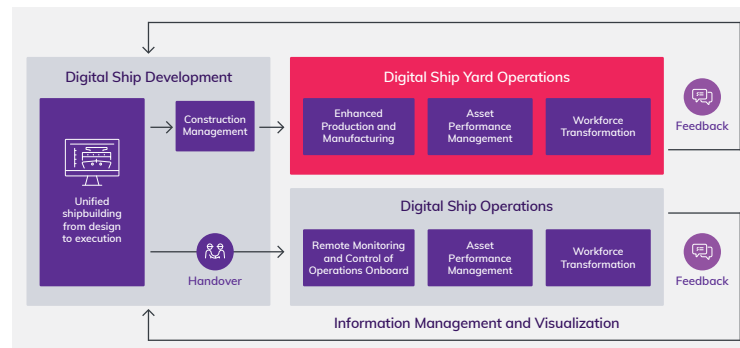 Digital Ship Development
Unified
shipbuilding
from design
to execution
Construction
Management
Handover
Digital Ship Yard Operations
Enhanced
Production and
Manufacturing
Asset
Performance
Management
Workforce
Transformation
Feedback
Digital Ship Operations
Remote Monitoring
and Control of
Operations Onboard
Asset
Performance
Management
Workforce
Transformation
Feedback
Information Management and Visualization